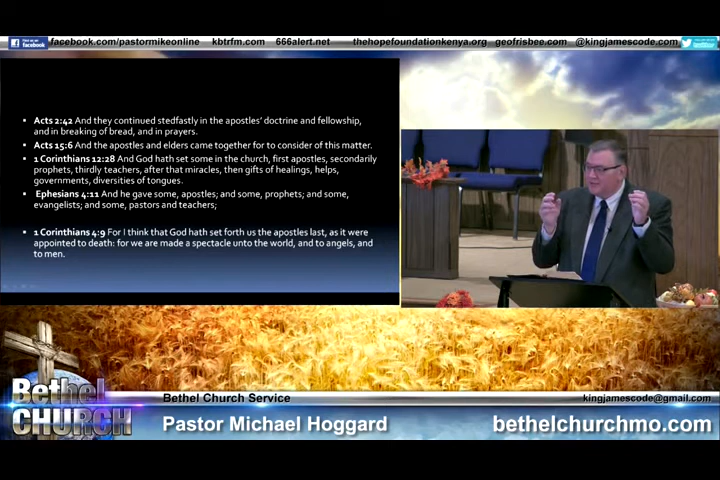 Find us on facebook
facebook.com/pastormikeonline kbtrfm.com 666alert.net thehopefoundationkenya.org geofrisbee.com @kingjamescode.com
Acts 2:42 And they continued stedfastly in the apostles' doctrine and fellowship,
and in breaking of bread, and in prayers.
Acts 15:6 And the apostles and elders came together for to consider of this matter.
1 Corinthians 12:28 And God hath set some in the church, first apostles, secondarily
prophets, thirdly teachers, after that miracles, then gifts of healings, helps,
governments, diversities of tongues.
Ephesians 4:11 And he gave some, apostles; and some, prophets; and some,
evangelists; and some, pastors and teachers;
1 Corinthians 4:9 For I think that God hath set forth us the apostles last, as it were
appointed to death: for we are made a spectacle unto the world, and to angels, and
to men.
Bethel
CHURCH
Bethel Church Service kingjamescode@gmail.com
Pastor Michael Hoggard bethelchurchmo.com